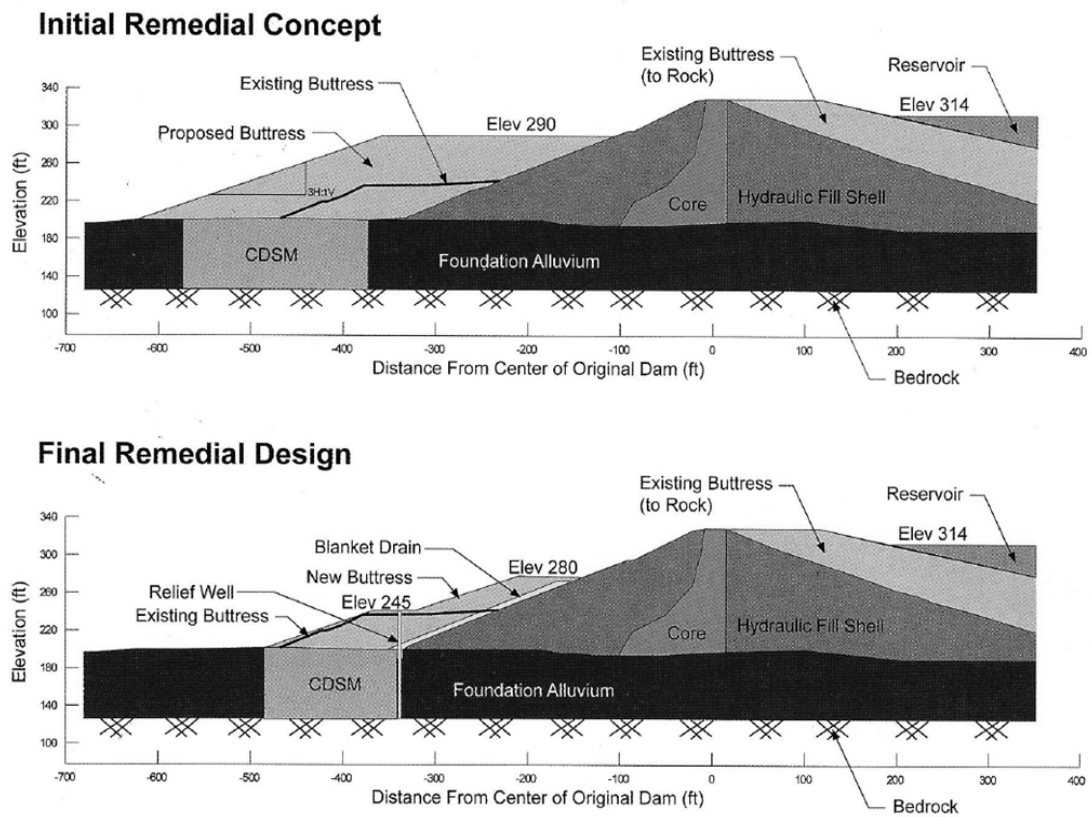 Initial Remedial Concept
Existing Buttress
Existing Buttress
(to Rock)
Reservoir
Proposed Buttress
Elev 290
Elev 314
3H:1V
Core
Hydraulic Fill Shell
CDSM
Foundation Alluvium
Elevation (ft)
340
300
260
220
180
140
100
-700
-600
-500
-400
-300
-200
-100
0
100
200
300
400
Distance From Center of Original Dam (ft)
Bedrock
Final Remedial Design
Existing Buttress
(to Rock)
Reservoir
Blanket Drain
Elev 280
Elev 314
New Buttress
Relief Well
Elev 245
Existing Buttress
Core
Hydraulic Fill Shell
CDSM
Foundation Alluvium
Elevation (ft)
340
300
260
220
180
140
100
-700
-600
-500
-400
-300
-200
-100
0
100
200
300
400
Distance From Center of Original Dam (ft)
Bedrock